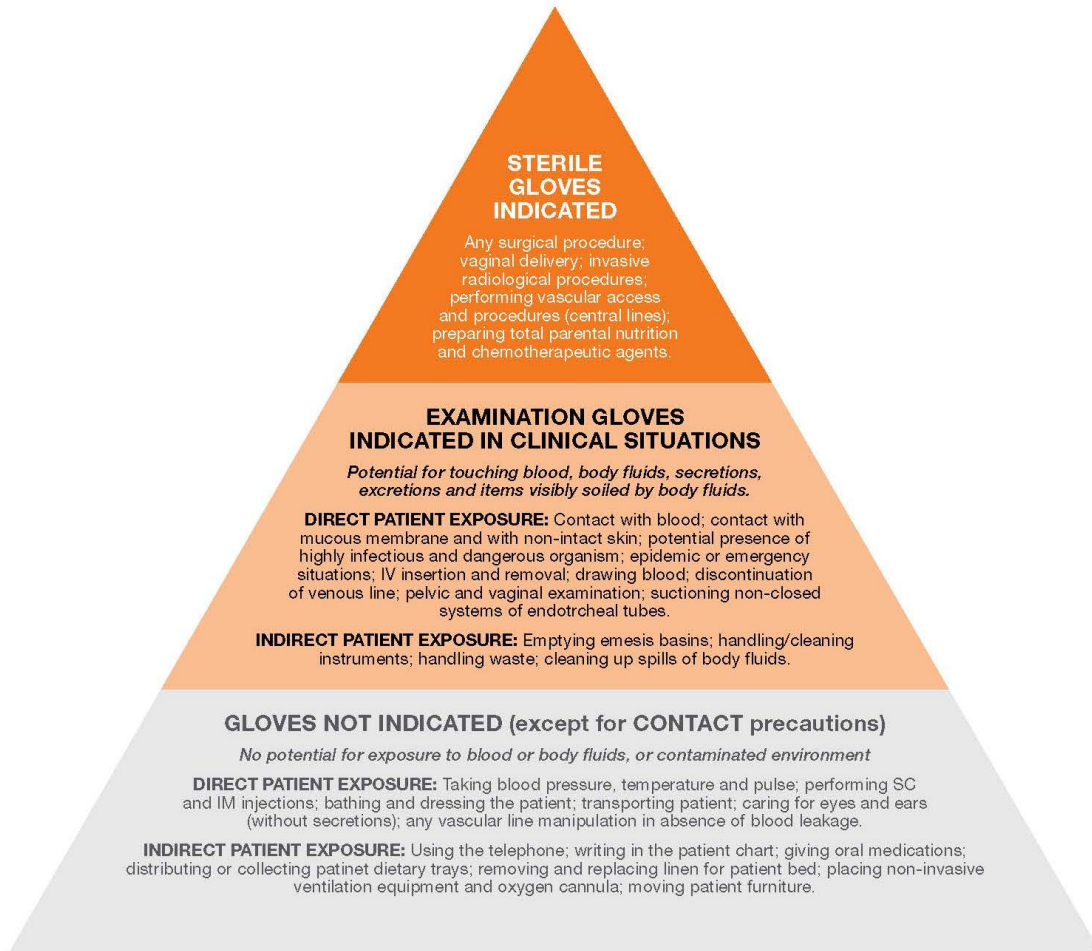 STERILE
GLOVES
INDICATED
Any surgical procedure;
vaginal delivery; invasive
radiological procedures;
performing vascular access
and procedures (central lines);
preparing total parental nutrition
and chemotherapeutic agents.
EXAMINATION GLOVES
INDICATED IN CLINICAL SITUATIONS
Potential for touching blood, body fluids, secretions,
excretions and items visibly soiled by body fluids.
DIRECT PATIENT EXPOSURE: Contact with blood; contact with
mucous membrane and with non-intact skin; potential presence of
highly infectious and dangerous organism; epidemic or emergency
situations; IV insertion and removal; drawing blood; discontinuation
of venous line; pelvic and vaginal examination; suctioning non-closed
systems of endotrcheal tubes.
INDIRECT PATIENT EXPOSURE: Emptying emesis basins; handling/cleaning
instruments; handling waste; cleaning up spills of body fluids.
GLOVES NOT INDICATED (except for CONTACT precautions)
No potential for exposure to blood or body fluids, or contaminated environment
DIRECT PATIENT EXPOSURE: Taking blood pressure, temperature and pulse; performing SC
and IM injections; bathing and dressing the patient; transporting patient; caring for eyes and ears
(without secretions); any vascular line manipulation in absence of blood leakage.
INDIRECT PATIENT EXPOSURE: Using the telephone; writing in the patient chart; giving oral medications;
distributing or collecting patinet dietary trays; removing and replacing linen for patient bed; placing non-invasive
ventilation equipment and oxygen cannula; moving patient furniture.